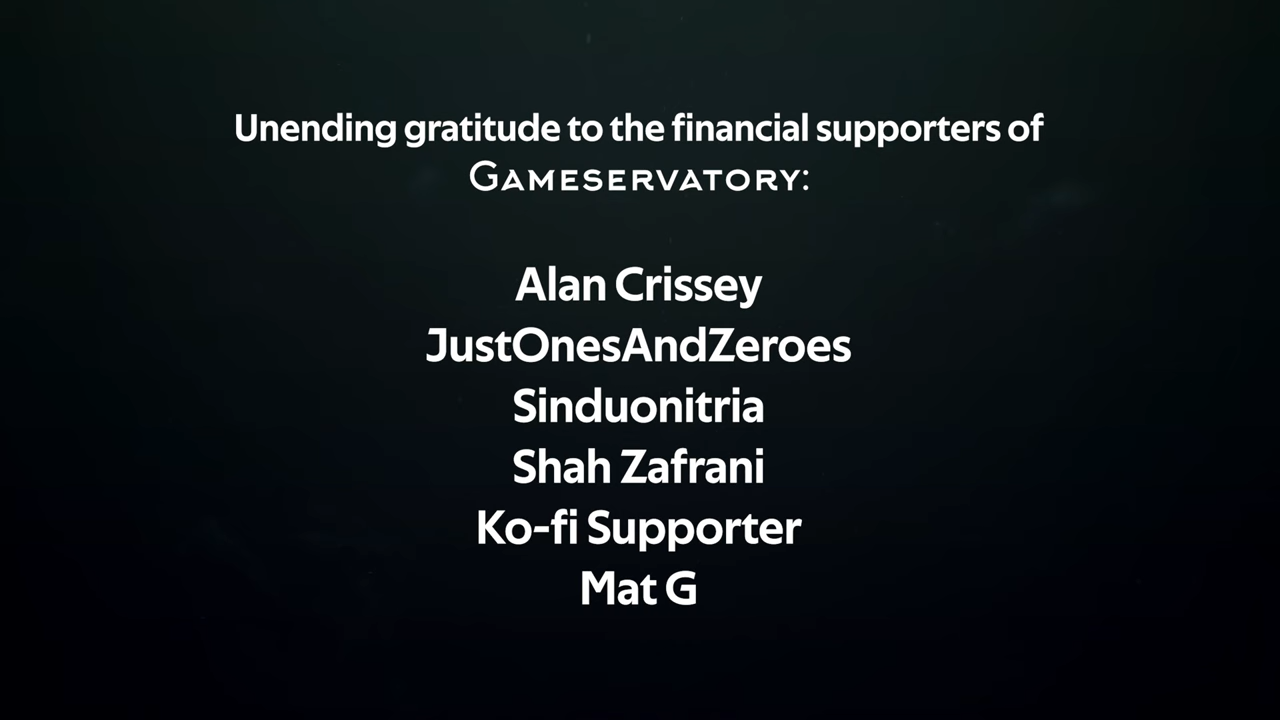 Unending gratitude to the financial supporters of
GAMESERVATORY:
Alan Crissey
JustOnesAndZeroes
Sinduonitria
Shah Zafrani
Ko-fi Supporter
Mat G